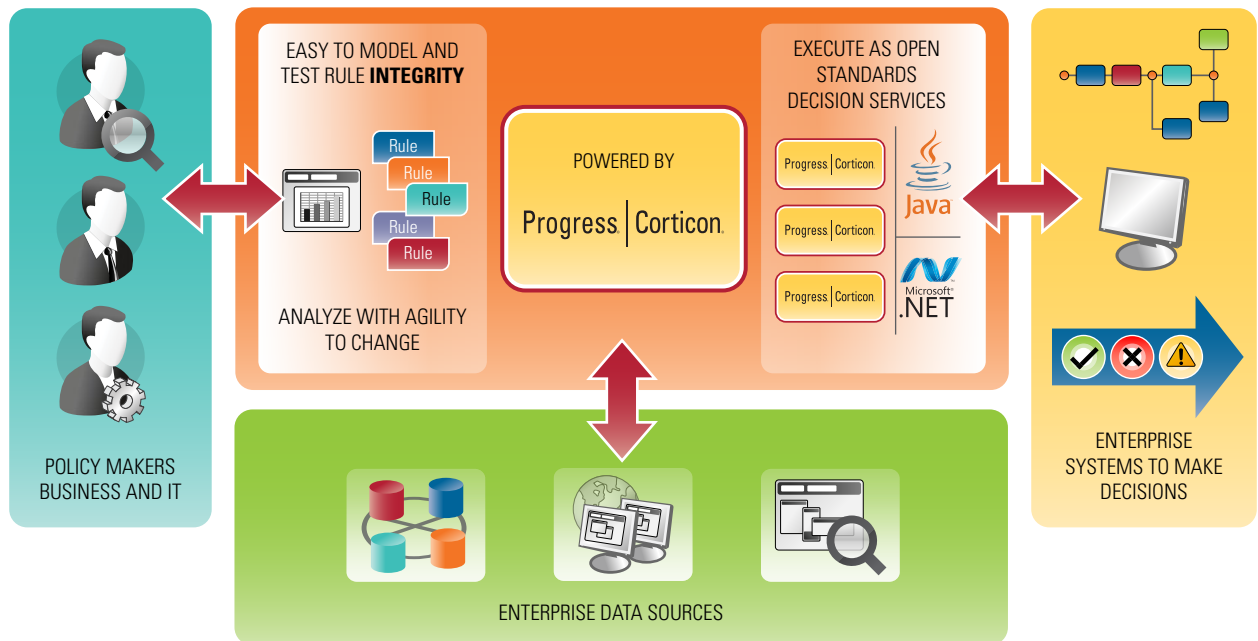 POLICY MAKERS
BUSINESS AND IT
EASY TO MODEL AND
TEST RULE INTEGRITY
Rule
Rule
Rule
Rule
Rule
ANALYZE WITH AGILITY
TO CHANGE
POWERED BY
Progress® | Corticon®
EXECUTE AS OPEN
STANDARDS
DECISION SERVICES
Progress® | Corticon®
Progress® | Corticon®
Progress® | Corticon®
Java™
Microsoft®
.NET
ENTERPRISE
SYSTEMS TO MAKE
DECISIONS
ENTERPRISE DATA SOURCES